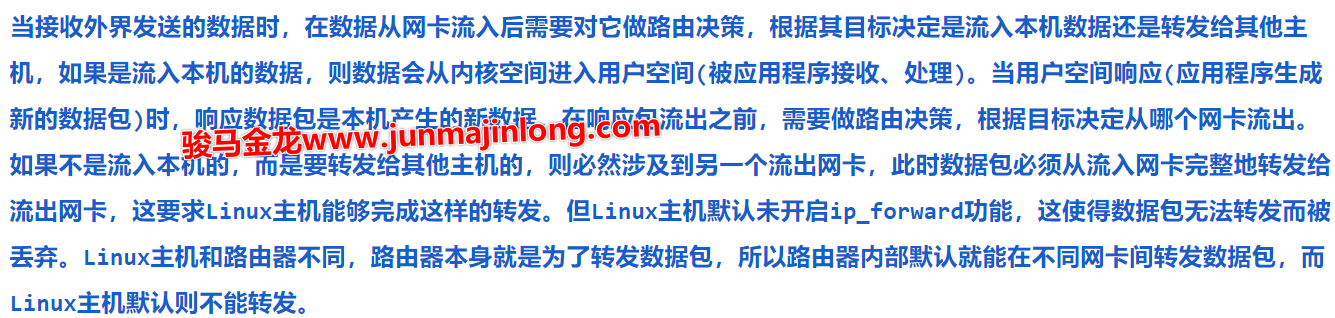 当接收外界发送的数据时，在数据从网卡流入后需要对它做路由决策，根据其目标决定是流入本机数据还是转发给其他主
机，如果是流入本机的数据，则数据会从内核空间进入用户空间(被应用程序接收、处理)。当用户空间响应(应用程序生成
新的数据包)时，响应数据包是本机产生的新数据，在响应包流出之前，需要做路由决策，根据目标决定从哪个网卡流出。
骏马金龙www.junmajinlong.com
如果不是流入本机的，而是要转发给其他主机的，则必然涉及到另一个流出网卡，此时数据包必须从流入网卡完整地转发给
流出网卡，这要求Linux主机能够完成这样的转发。但Linux主机默认未开启ip_forward功能，这使得数据包无法转发而被
丢弃。Linux主机和路由器不同，路由器本身就是为了转发数据包，所以路由器内部默认就能在不同网卡间转发数据包，而
Linux主机默认则不能转发。